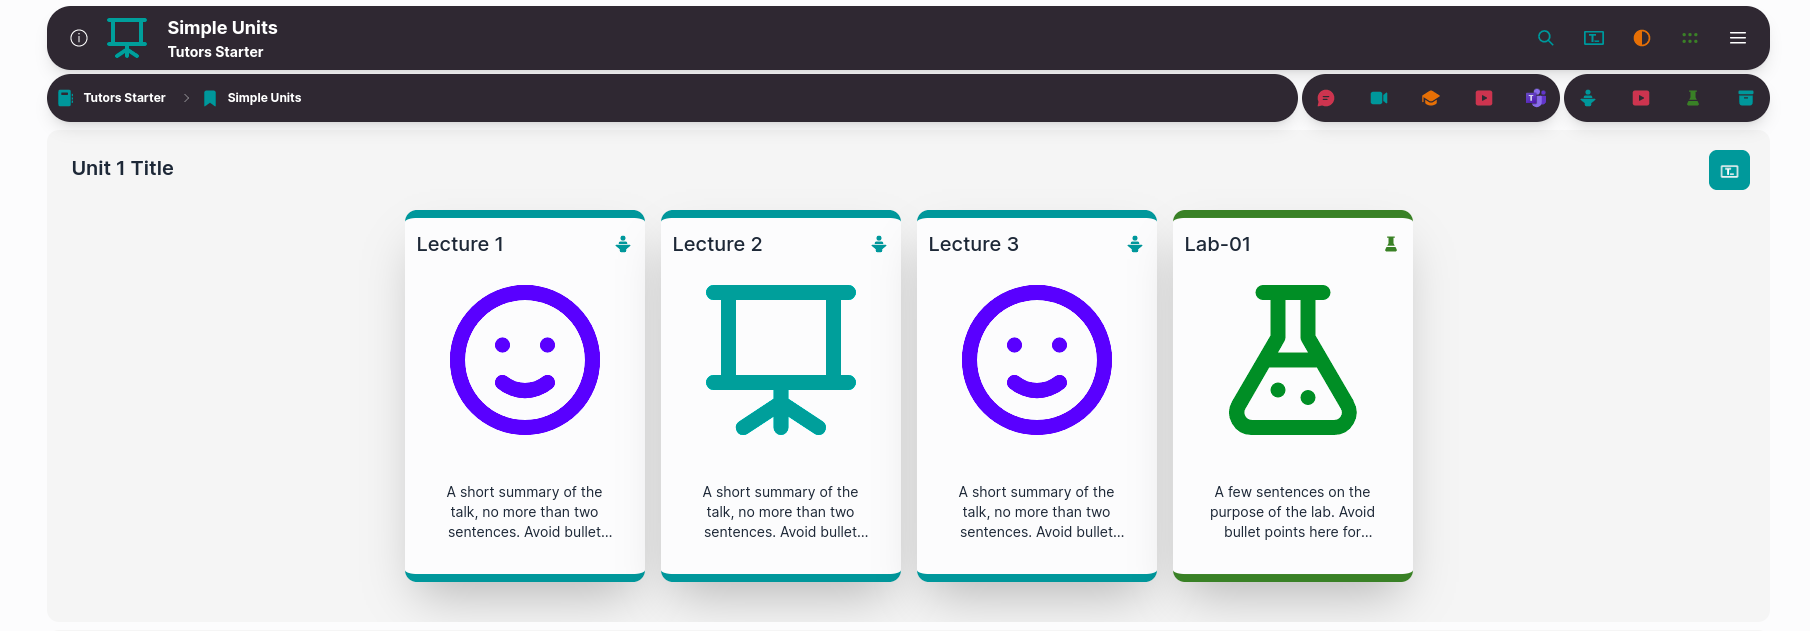 Simple Units
Tutors Starter
Tutors Starter
Simple Units
Unit 1 Title
Lecture 1
Lecture 2
Lecture 3
Lab-01
A short summary of the
talk, no more than two
sentences. Avoid bullet...
A short summary of the
talk, no more than two
sentences. Avoid bullet...
A short summary of the
talk, no more than two
sentences. Avoid bullet...
A few sentences on the
purpose of the lab. Avoid
bullet points here for...